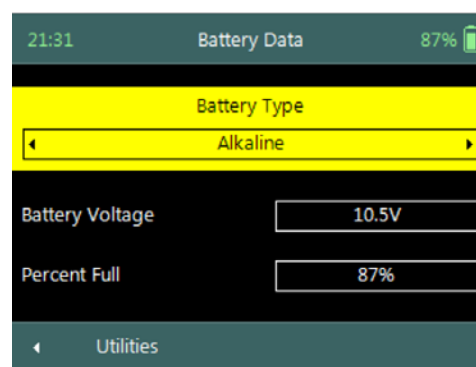 21:31 Battery Data 87%
Battery Type
Alkaline
Battery Voltage 10.5V
Percent Full 87%
Utilities